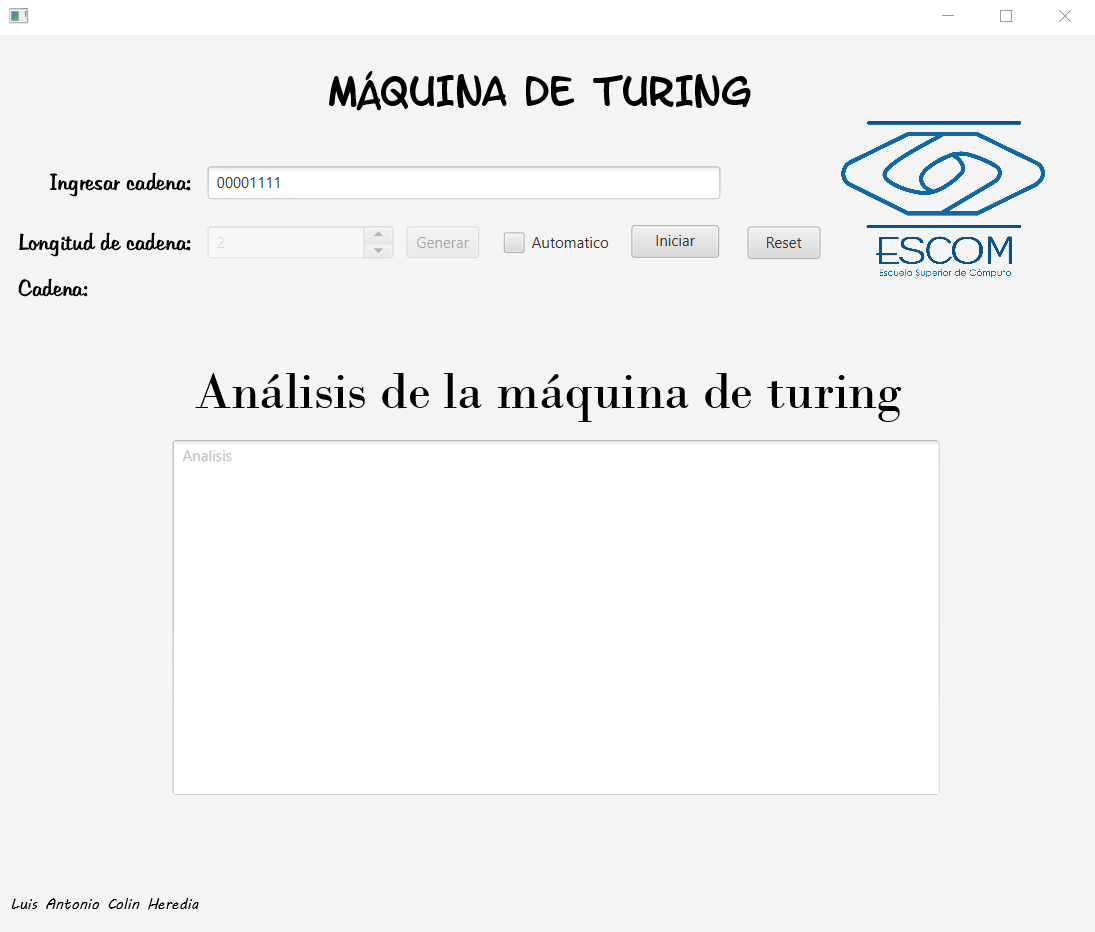 MÁQUINA DE TURING
Ingresar cadena: 00001111
Longitud de cadena: 2 Generar Automatico Iniciar Reset
ESCOM
Escuela Superior de Cómputo
Cadena:
Análisis de la máquina de turing
Analisis
Luis Antonio Colin Heredia